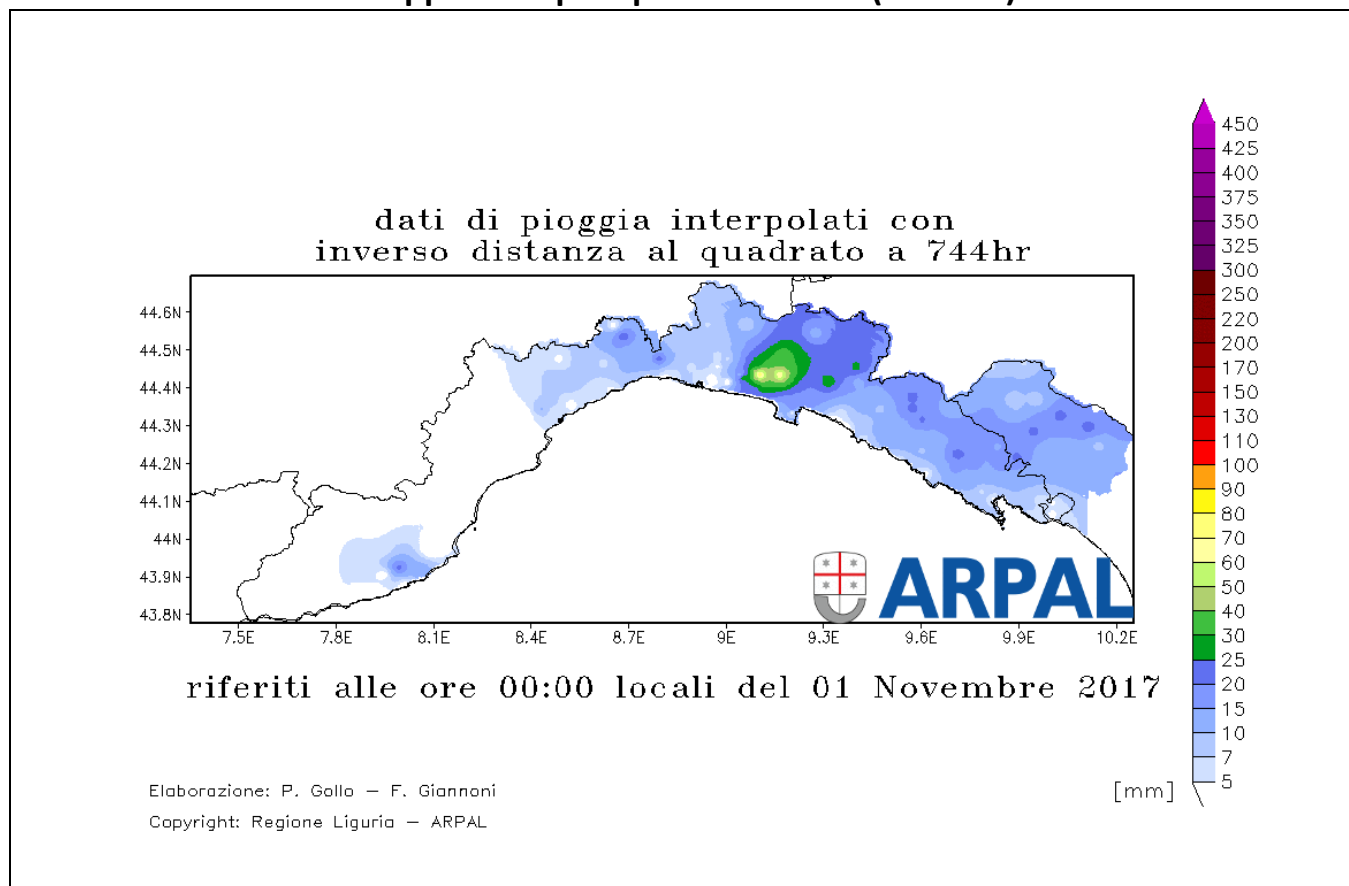 dati di pioggia interpolati con
inverso distanza al quadrato a 744hr
450
425
400
375
350
325
300
250
220
200
170
150
130
110
100
90
80
70
60
50
40
30
25
20
15
10
7
5
44.6N
44.5N
44.4N
44.3N
44.2N
44.1N
44N
43.9N
43.8N
ARPAL
7.5E 7.8E 8.1E 8.4E 8.7E 9E 9.3E 9.6E 9.9E 10.2E
riferiti alle ore 00:00 locali del 01 Novembre 2017
[mm]
Elaborazione: P. Gollo – F. Giannoni
Copyright: Regione Liguria – ARPAL